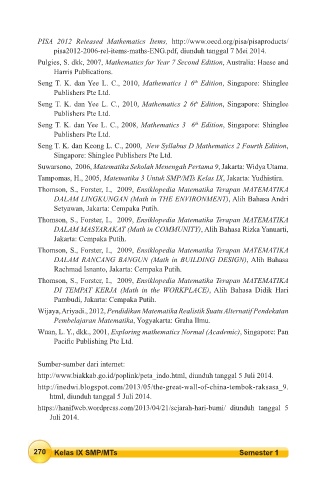 PISA 2012 Released Mathematics Items, http://www.oecd.org/pisa/pisaproducts/
pisa2012-2006-rel-items-maths-ENG.pdf, diunduh tanggal 7 Mei 2014.
Pulgies, S. dkk, 2007, Mathematics for Year 7 Second Edition, Australia: Haese and
Harris Publications.
Seng T. K. dan Yee L. C., 2010, Mathematics 1 6th Edition, Singapore: Shinglee
Publishers Pte Ltd.
Seng T. K. dan Yee L. C., 2010, Mathematics 2 6th Edition, Singapore: Shinglee
Publishers Pte Ltd.
Seng T. K. dan Yee L. C., 2008, Mathematics 3 6th Edition, Singapore: Shinglee
Publishers Pte Ltd.
Seng T. K. dan Keong L. C., 2000, New Syllabus D Mathematics 2 Fourth Edition,
Singapore: Shinglee Publishers Pte Ltd.
Suwarsono, 2006, Matematika Sekolah Menengah Pertama 9, Jakarta: Widya Utama.
Tampomas, H., 2005, Matematika 3 Untuk SMP/MTs Kelas IX, Jakarta: Yudhistira.
Thomson, S., Forster, I., 2009, Ensiklopedia Matematika Terapan MATEMATIKA
DALAM LINGKUNGAN (Math in THE ENVIRONMENT), Alih Bahasa Andri
Setyawan, Jakarta: Cempaka Putih.
Thomson, S., Forster, I., 2009, Ensiklopedia Matematika Terapan MATEMATIKA
DALAM MASYARAKAT (Math in COMMUNITY), Alih Bahasa Rizka Yanuarti,
Jakarta: Cempaka Putih.
Thomson, S., Forster, I., 2009, Ensiklopedia Matematika Terapan MATEMATIKA
DALAM RANCANG BANGUN (Math in BUILDING DESIGN), Alih Bahasa
Rachmad Isnanto, Jakarta: Cempaka Putih.
Thomson, S., Forster, I., 2009, Ensiklopedia Matematika Terapan MATEMATIKA
DI TEMPAT KERJA (Math in the WORKPLACE), Alih Bahasa Didik Hari
Pambudi, Jakarta: Cempaka Putih.
Wijaya, Ariyadi., 2012, Pendidikan Matematika Realistik Suatu Alternatif Pendekatan
Pembelajaran Matematika, Yogyakarta: Graha Ilmu.
Wuan, L. Y., dkk., 2001, Exploring mathematics Normal (Academic), Singapore: Pan
Pacific Publishing Pte Ltd.
Sumber-sumber dari internet:
http://www.biakkab.go.id/poplink/peta_indo.html, diunduh tanggal 5 Juli 2014.
http://inedwi.blogspot.com/2013/05/the-great-wall-of-china-tembok-raksasa_9.
html, diunduh tanggal 5 Juli 2014.
https://hanifweb.wordpress.com/2013/04/21/sejarah-hari-bumi/ diunduh tanggal 5
Juli 2014.
270 Kelas IX SMP/MTs Semester 1